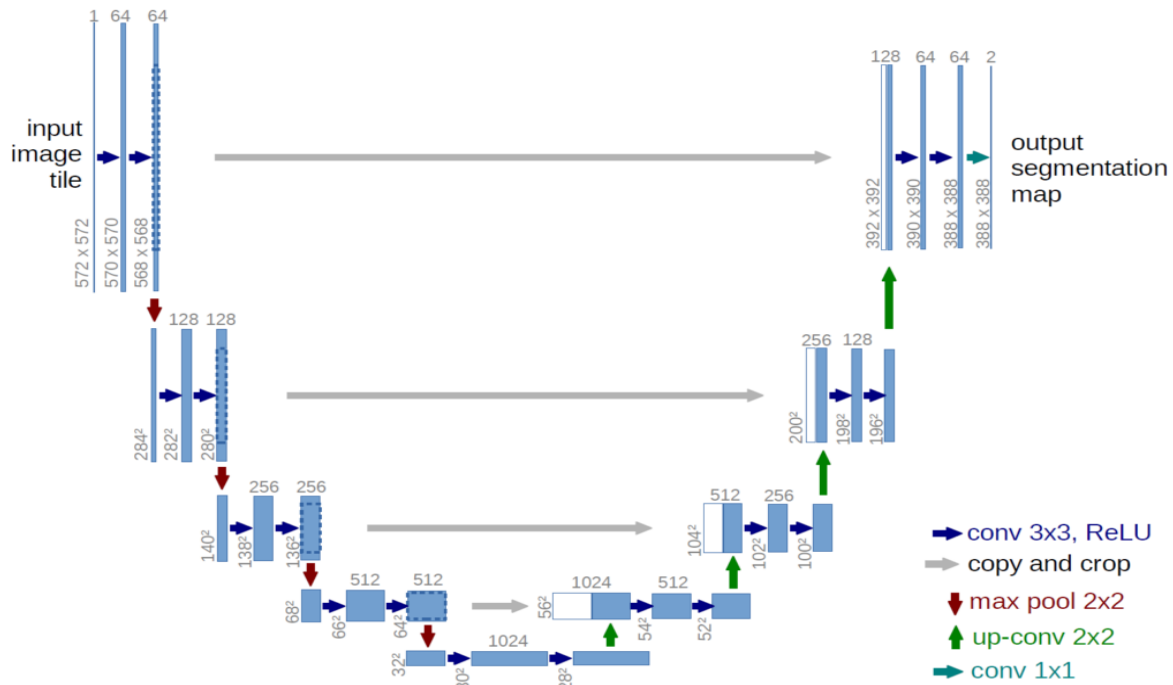 1 64 64
input
image
tile
572 x 572
570 x 570
568 x 568
128 64 64 2
output
segmentation
map
392 x 392
390 x 390
388 x 388
388 x 388
128 128
284²
282²
280²
256 128
200²
198²
196²
256 256
140²
138²
136²
512 256
104²
102²
100²
512 512
68²
66²
64²
1024 512
56²
54²
52²
1024
32²
30²
28²
conv 3x3, ReLU
copy and crop
max pool 2x2
up-conv 2x2
conv 1x1